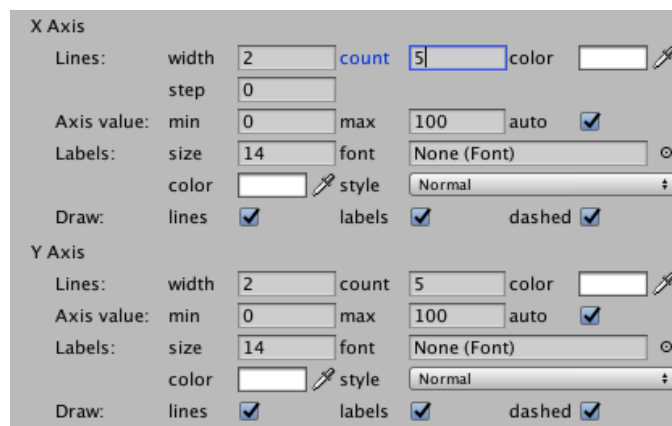 X Axis
Lines: width 2 count 5 color
step 0
Axis value: min 0 max 100 auto
Labels: size 14 font None (Font)
color style Normal
Draw: lines labels dashed
Y Axis
Lines: width 2 count 5 color
Axis value: min 0 max 100 auto
Labels: size 14 font None (Font)
color style Normal
Draw: lines labels dashed